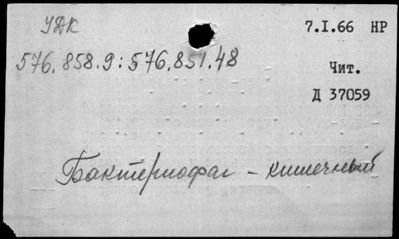 УДК
7.I.66 НР
576.858.9:576.851.48
Чит.
Д 37059
Бактериофаг - кишечный